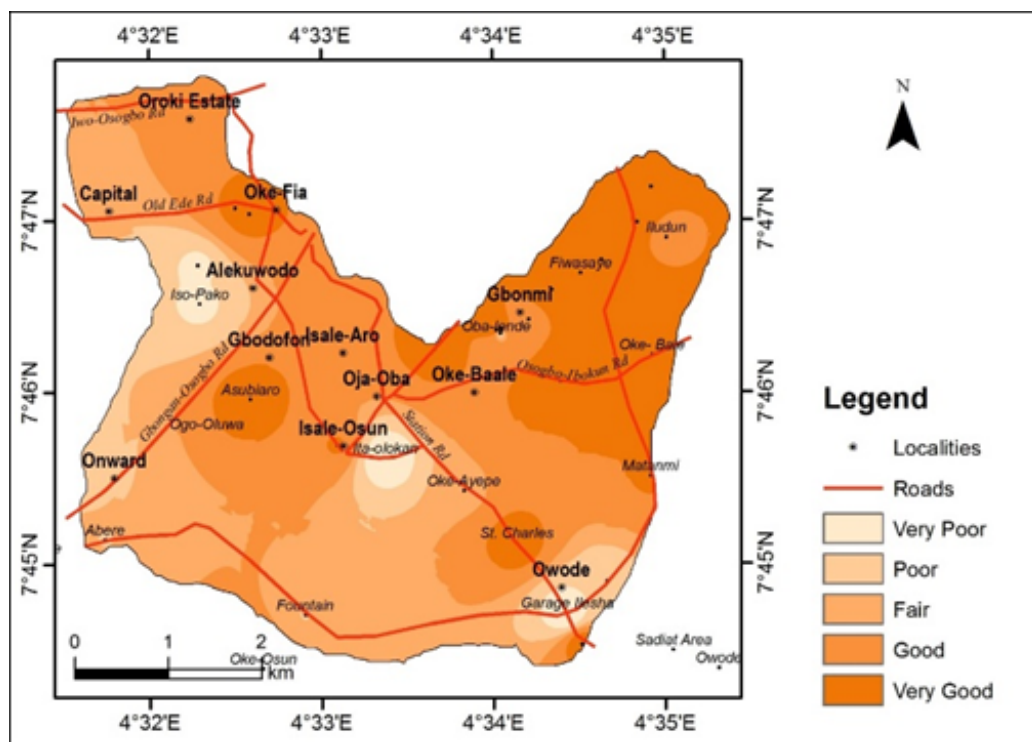 4°32'E 4°33'E 4°34'E 4°35'E
N
Oroki Estate
Iwo-Osogbo Rd
Capital
Old Ede Rd
Oke-Fia
7°47'N
7°47'N
Iludun
Alekuwodo
Fiwasaye
Iso-Pako
Gbonmi
Oba-lende
Gbodofon
Isale-Aro
Oke- Baale
Gbongan-Osogbo Rd
Osogbo-Ibokun Rd
Oja-Oba
Oke-Baale
7°46'N
7°46'N
Asubiaro
Ogo-Oluwa
Isale-Osun
Ita-olokan
Station Rd
Onward
Oke-Ayepe
Matanmi
Abere
St. Charles
7°45'N
7°45'N
Owode
Garage Ilesha
Fountain
Sadiat Area
Owode
0 1 2
km
Oke-Osun
4°32'E 4°33'E 4°34'E 4°35'E
Legend
Localities
Roads
Very Poor
Poor
Fair
Good
Very Good